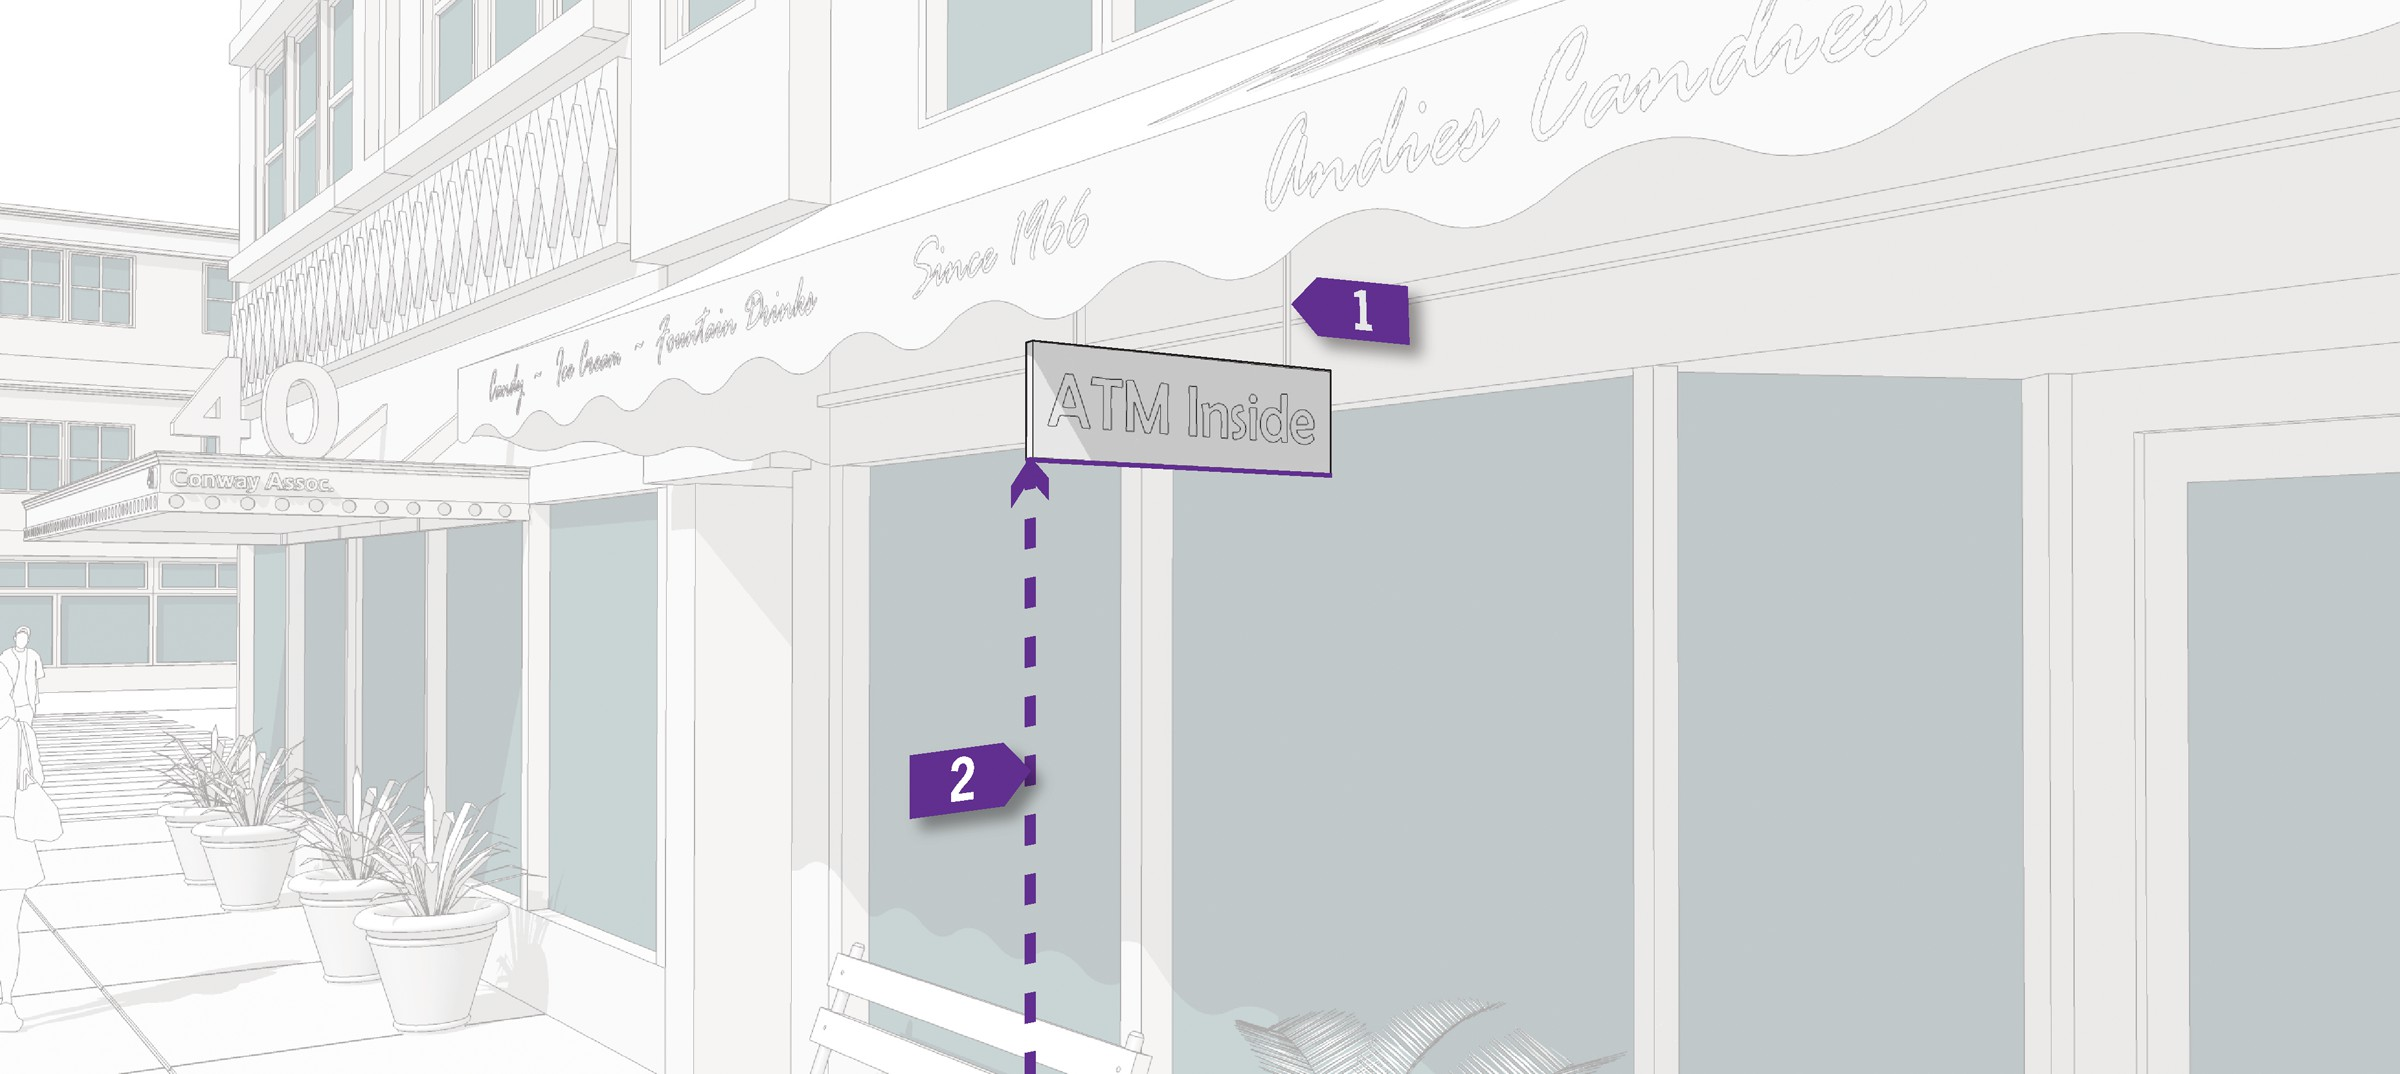 Andies Candies
Since 1966
Candy ~ Ice Cream ~ Fountain Drinks
1
ATM Inside
40
Conway Assoc.
2